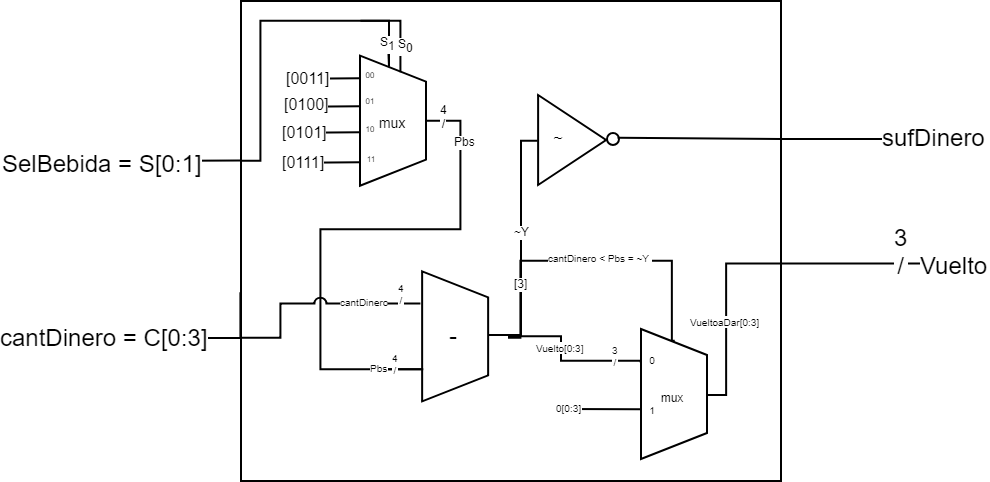 S1 S0
[0011] 00
[0100] 01
[0101] 10
[0111] 11
mux
4
/
Pbs
SelBebida = S[0:1]
~
sufDinero
~Y
3
/
Vuelto
cantDinero < Pbs = ~Y
[3]
4
/
cantDinero
cantDinero = C[0:3]
-
4
/
Pbs
Vuelto[0:3]
3
/
VueltoaDar[0:3]
0
mux
0[0:3]
1